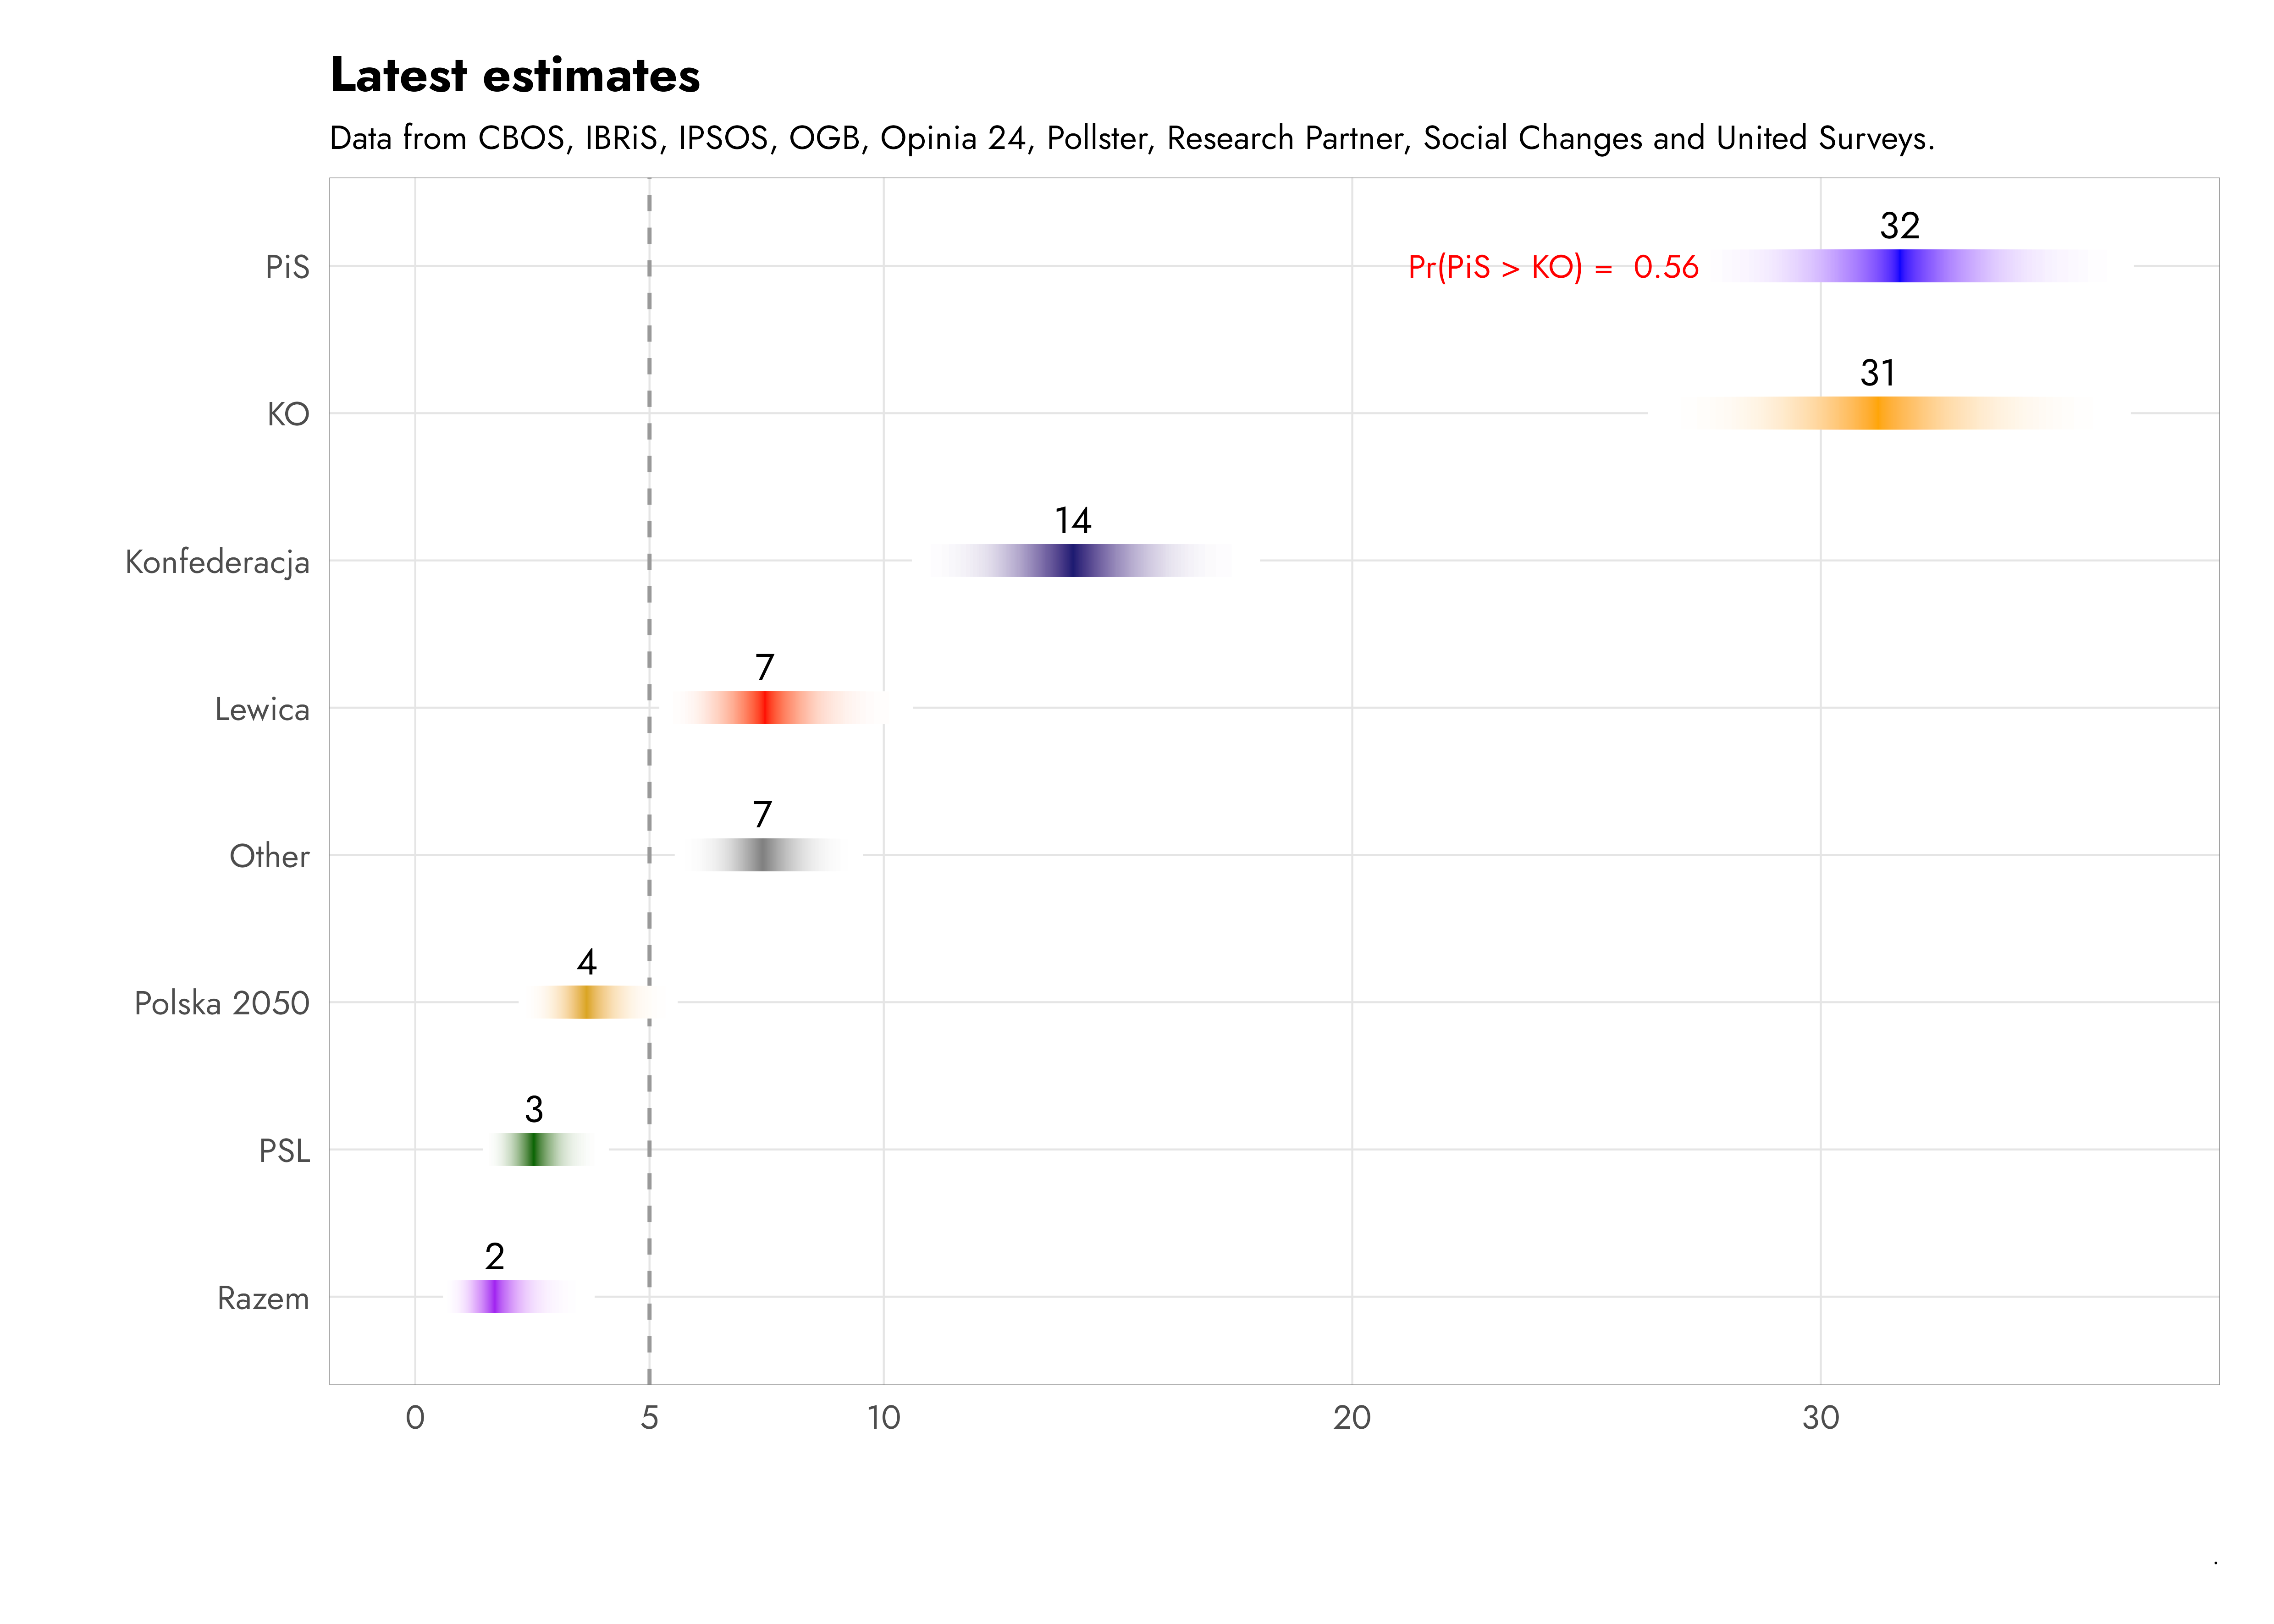 Latest estimates
Data from CBOS, IBRiS, IPSOS, OGB, Opinia 24, Pollster, Research Partner, Social Changes and United Surveys.
32
PiS
Pr(PiS > KO) =  0.56
31
KO
14
Konfederacja
7
Lewica
7
Other
4
Polska 2050
3
PSL
2
Razem
0 5 10 20 30
.